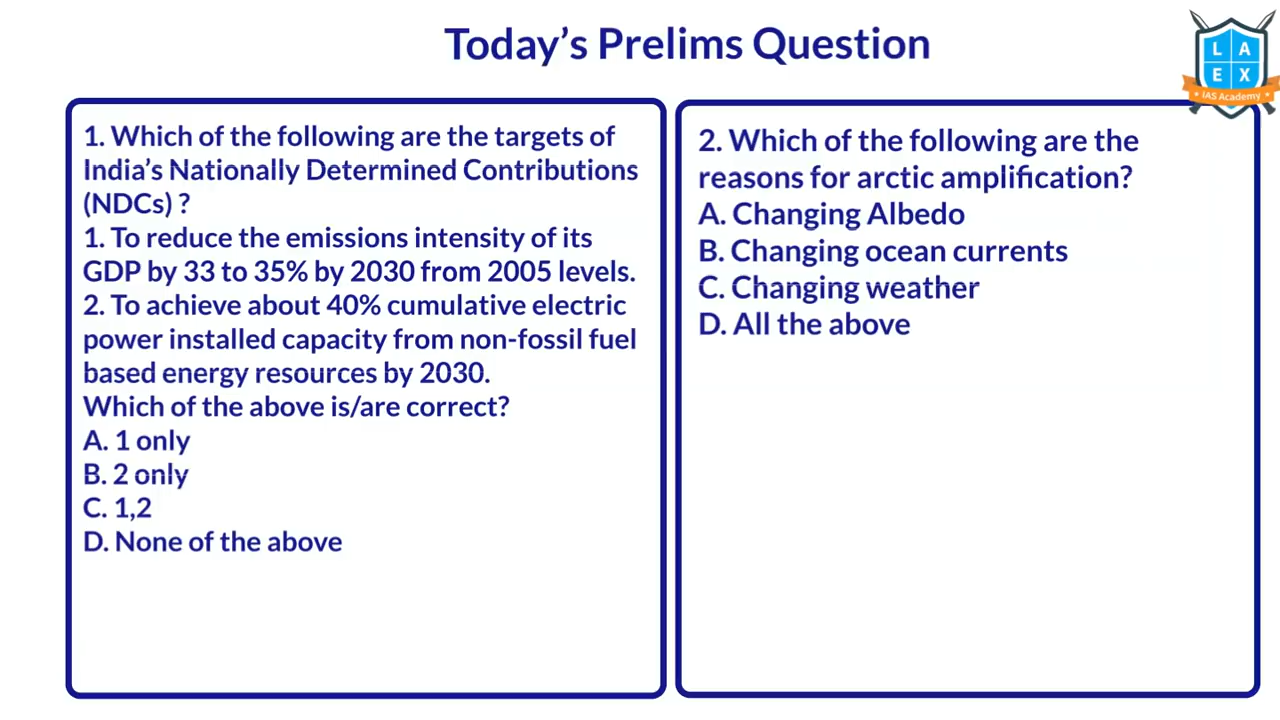 Today’s Prelims Question
L A
E X
IAS Academy
1. Which of the following are the targets of
India’s Nationally Determined Contributions
(NDCs) ?
1. To reduce the emissions intensity of its
GDP by 33 to 35% by 2030 from 2005 levels.
2. To achieve about 40% cumulative electric
power installed capacity from non-fossil fuel
based energy resources by 2030.
Which of the above is/are correct?
A. 1 only
B. 2 only
C. 1,2
D. None of the above
2. Which of the following are the
reasons for arctic amplification?
A. Changing Albedo
B. Changing ocean currents
C. Changing weather
D. All the above